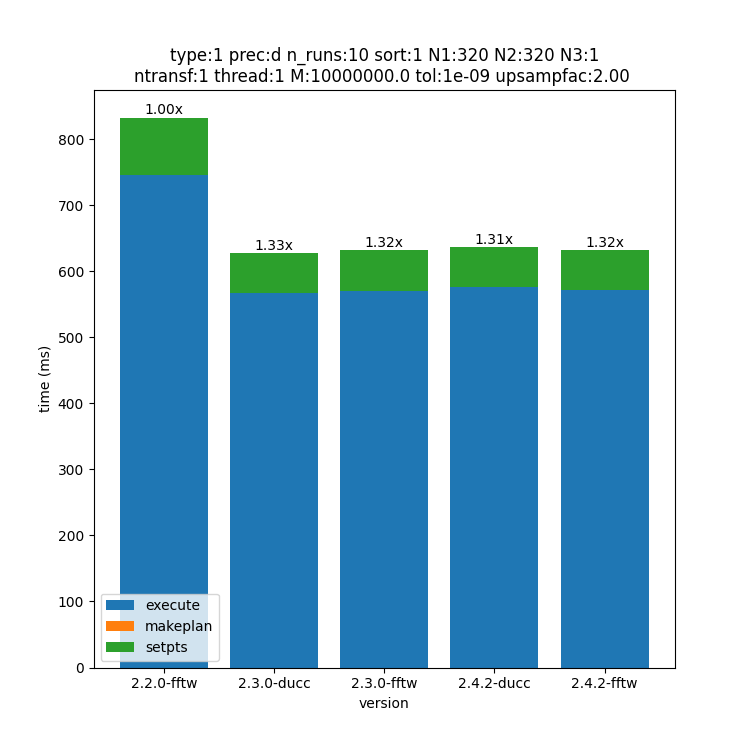 type:1 prec:d n_runs:10 sort:1 N1:320 N2:320 N3:1
ntransf:1 thread:1 M:10000000.0 tol:1e-09 upsampfac:2.00
time (ms)
800
700
600
500
400
300
200
100
0
1.00x
1.33x
1.32x
1.31x
1.32x
execute
makeplan
setpts
2.2.0-fftw
2.3.0-ducc
2.3.0-fftw
2.4.2-ducc
2.4.2-fftw
version